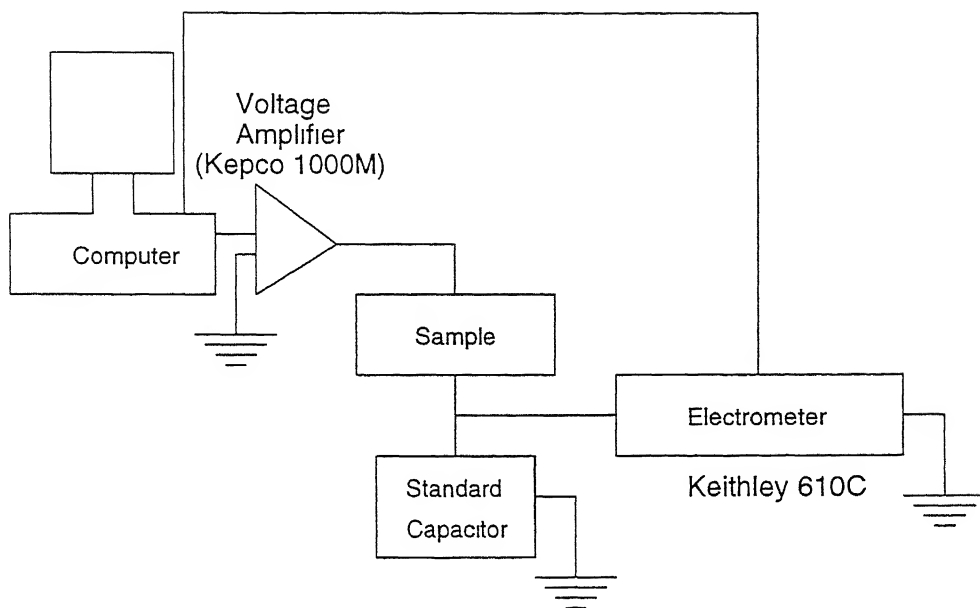 Voltage
Amplifier
(Kepco 1000M)
Computer
Sample
Electrometer
Keithley 610C
Standard
Capacitor